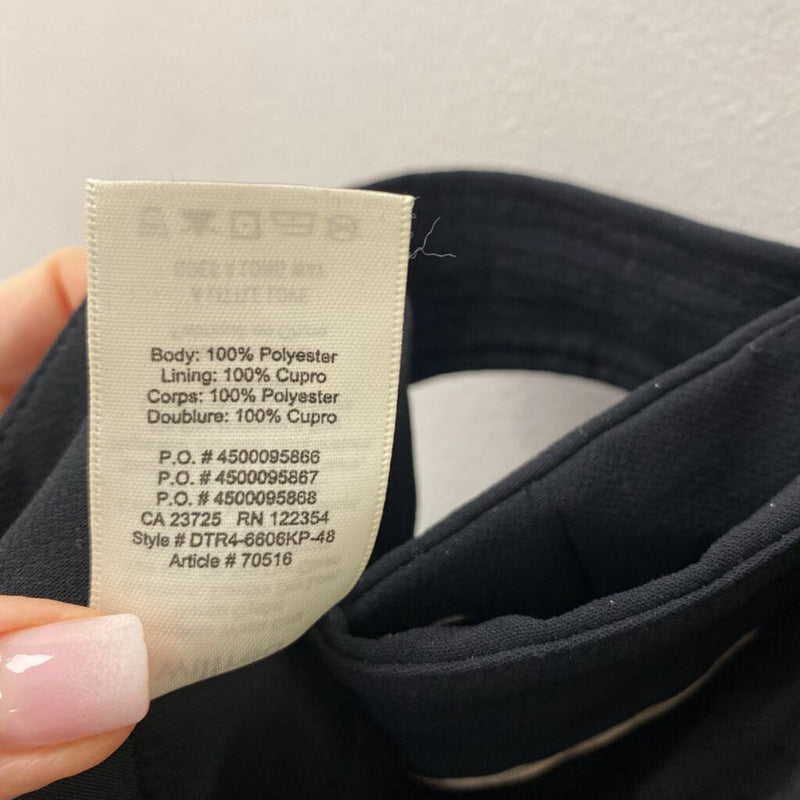 Body: 100% Polyester
Lining: 100% Cupro
Corps: 100% Polyester
Doublure: 100% Cupro
P.O. # 4500095866
P.O. # 4500095867
P.O. # 4500095868
CA 23725 RN 122354
Style # DTR4-6606KP-48
Article # 70516